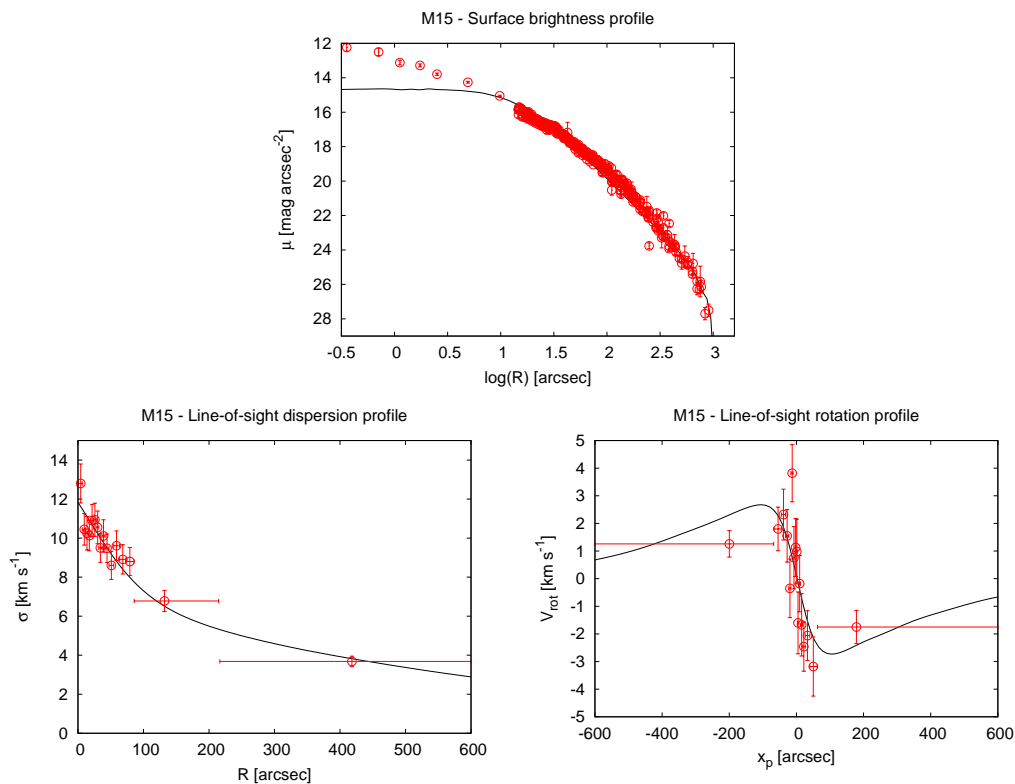 M15 - Surface brightness profile
12
14
16
18
20
22
24
26
28
μ [mag arcsec-2]
-0.5 0 0.5 1 1.5 2 2.5 3
log(R) [arcsec]
M15 - Line-of-sight dispersion profile
14
12
10
8
6
4
2
0
σ [km s-1]
0 100 200 300 400 500 600
R [arcsec]
M15 - Line-of-sight rotation profile
5
4
3
2
1
0
-1
-2
-3
-4
-5
Vrot [km s-1]
-600 -400 -200 0 200 400 600
xp [arcsec]